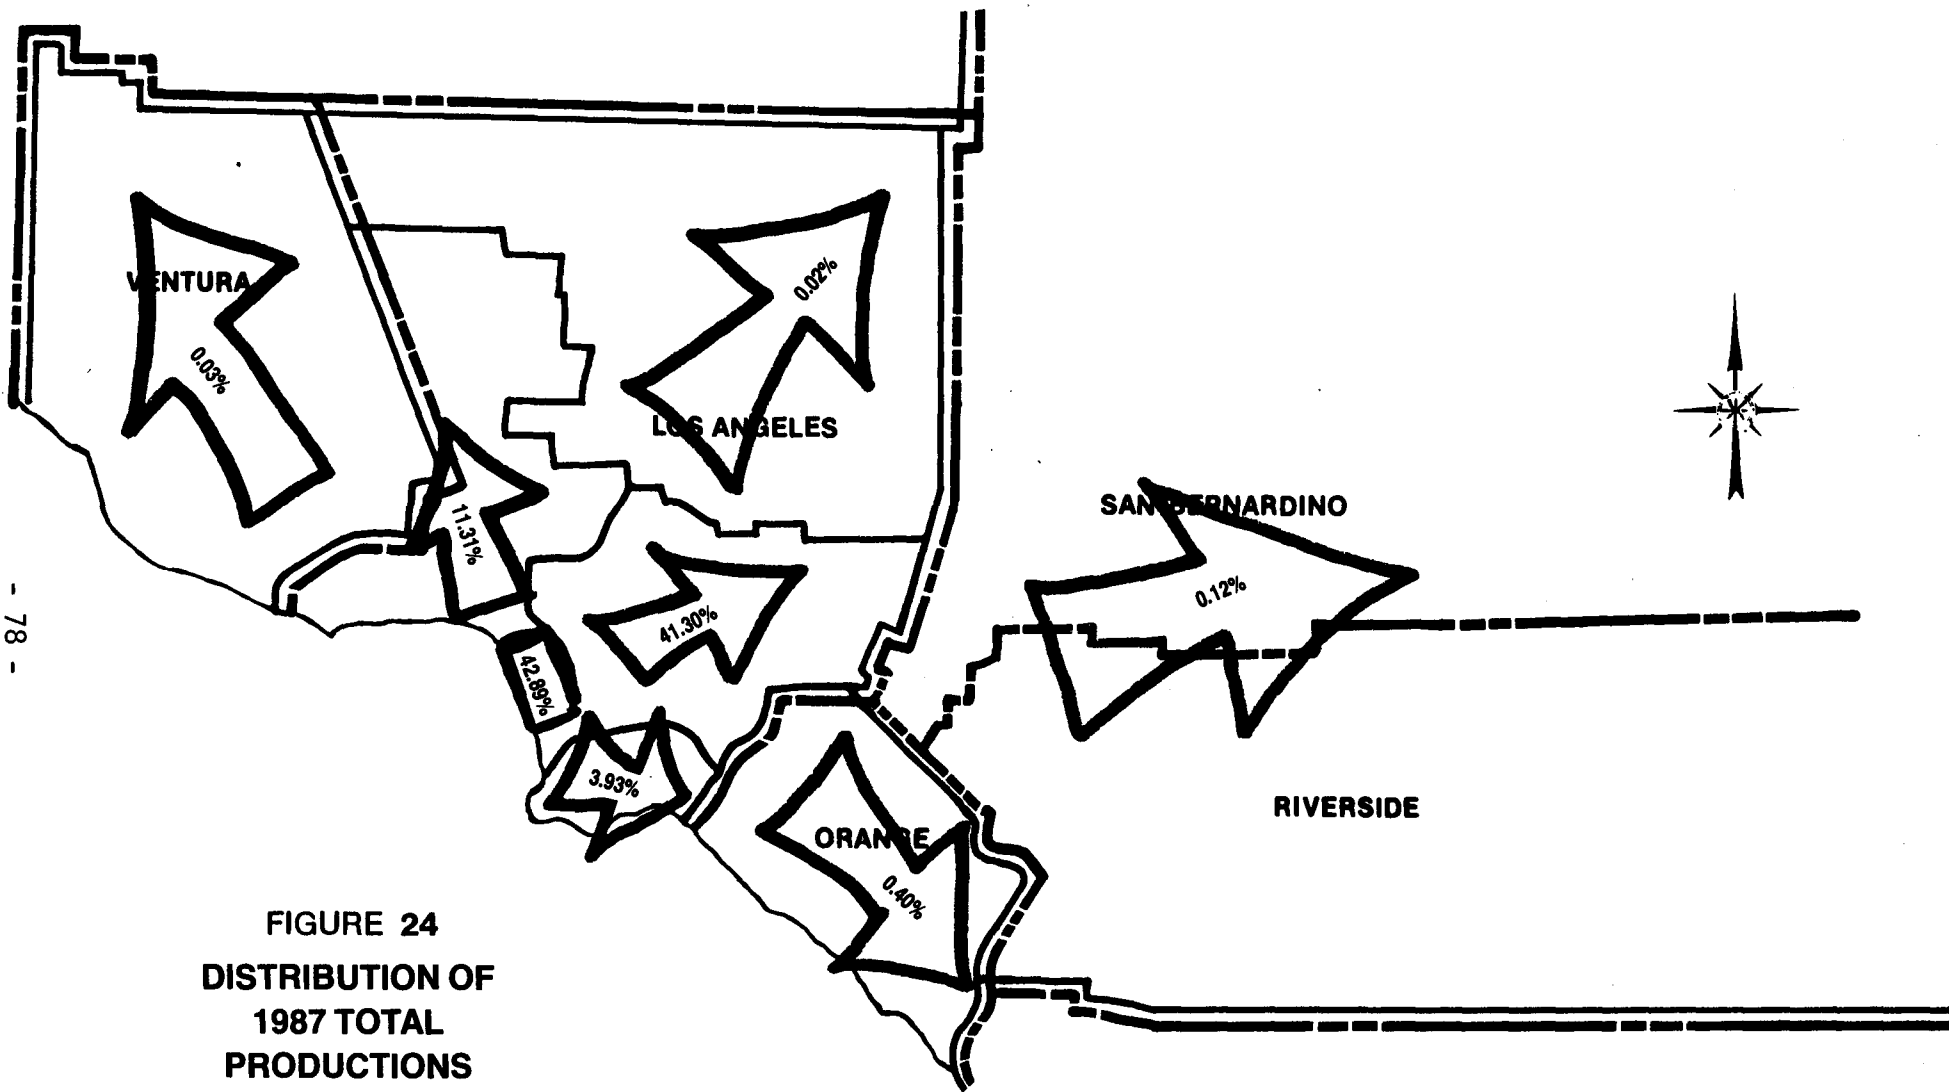 VENTURA
0.03%
0.02%
LOS ANGELES
11.31%
SAN BERNARDINO
0.12%
41.30%
42.89%
3.93%
RIVERSIDE
ORANGE
0.40%
- 78 -
FIGURE 24
DISTRIBUTION OF
1987 TOTAL
PRODUCTIONS